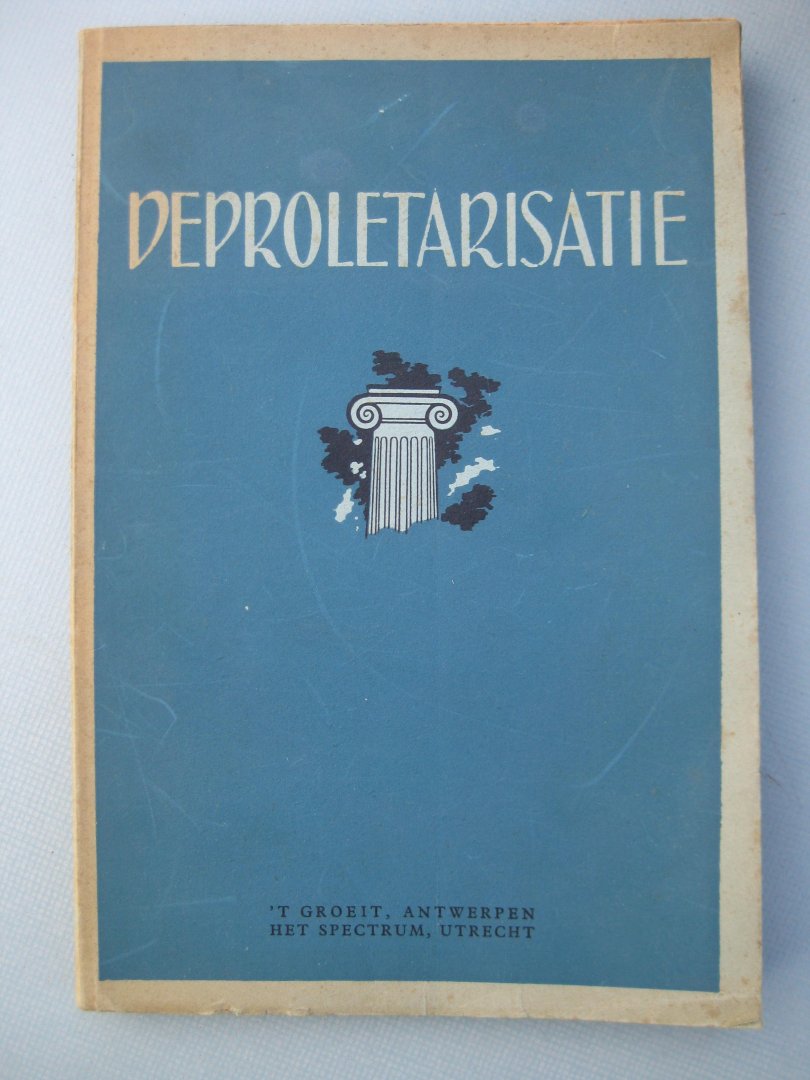 DEPROLETARISATIE
'T GROEIT, ANTWERPEN
HET SPECTRUM, UTRECHT